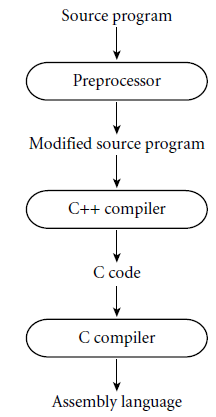 Source program
Preprocessor
Modified source program
C++ compiler
C code
C compiler
Assembly language